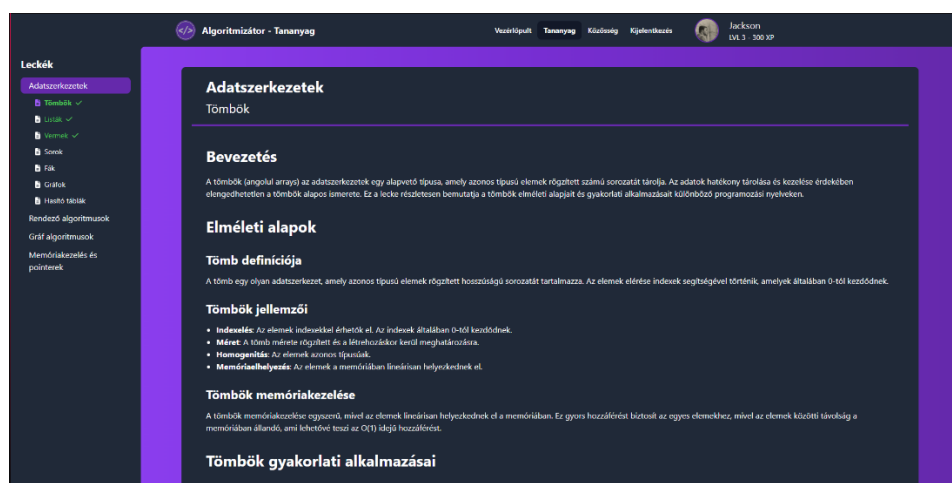 Algoritmizátor - Tananyag
Vezérlőpult Tananyag Közösség Kijelentkezés
Jackson
LVL 3 - 300 XP
Leckék
Adatszerkezetek
Tömbök
Listák
Vermek
Sorok
Fák
Gráfok
Hasító táblák
Rendező algoritmusok
Gráf algoritmusok
Memóriakezelés és
pointerek
Adatszerkezetek
Tömbök
Bevezetés
A tömbök (angolul arrays) az adatszerkezetek egy alapvető típusa, amely azonos típusú elemek rögzített számú sorozatát tárolja. Az adatok hatékony tárolása és kezelése érdekében
elengedhetetlen a tömbök alapos ismerete. Ez a lecke részletesen bemutatja a tömbök elméleti alapjait és gyakorlati alkalmazásait különböző programozási nyelveken.
Elméleti alapok
Tömb definíciója
A tömb egy olyan adatszerkezet, amely azonos típusú elemek rögzített hosszúságú sorozatát tartalmazza. Az elemek elérése indexek segítségével történik, amelyek általában 0-tól kezdődnek.
Tömbök jellemzői
• Indexelés: Az elemek indexekkel érhetők el. Az indexek általában 0-tól kezdődnek.
• Méret: A tömb mérete rögzített és a létrehozáskor kerül meghatározásra.
• Homogenitás: Az elemek azonos típusúak.
• Memóriaelhelyezés: Az elemek a memóriában lineárisan helyezkednek el.
Tömbök memóriakezelése
A tömbök memóriakezelése egyszerű, mivel az elemek lineárisan helyezkednek el a memóriában. Ez gyors hozzáférést biztosít az egyes elemekhez, mivel az elemek közötti távolság a
memóriában állandó, ami lehetővé teszi az O(1) idejű hozzáférést.
Tömbök gyakorlati alkalmazásai